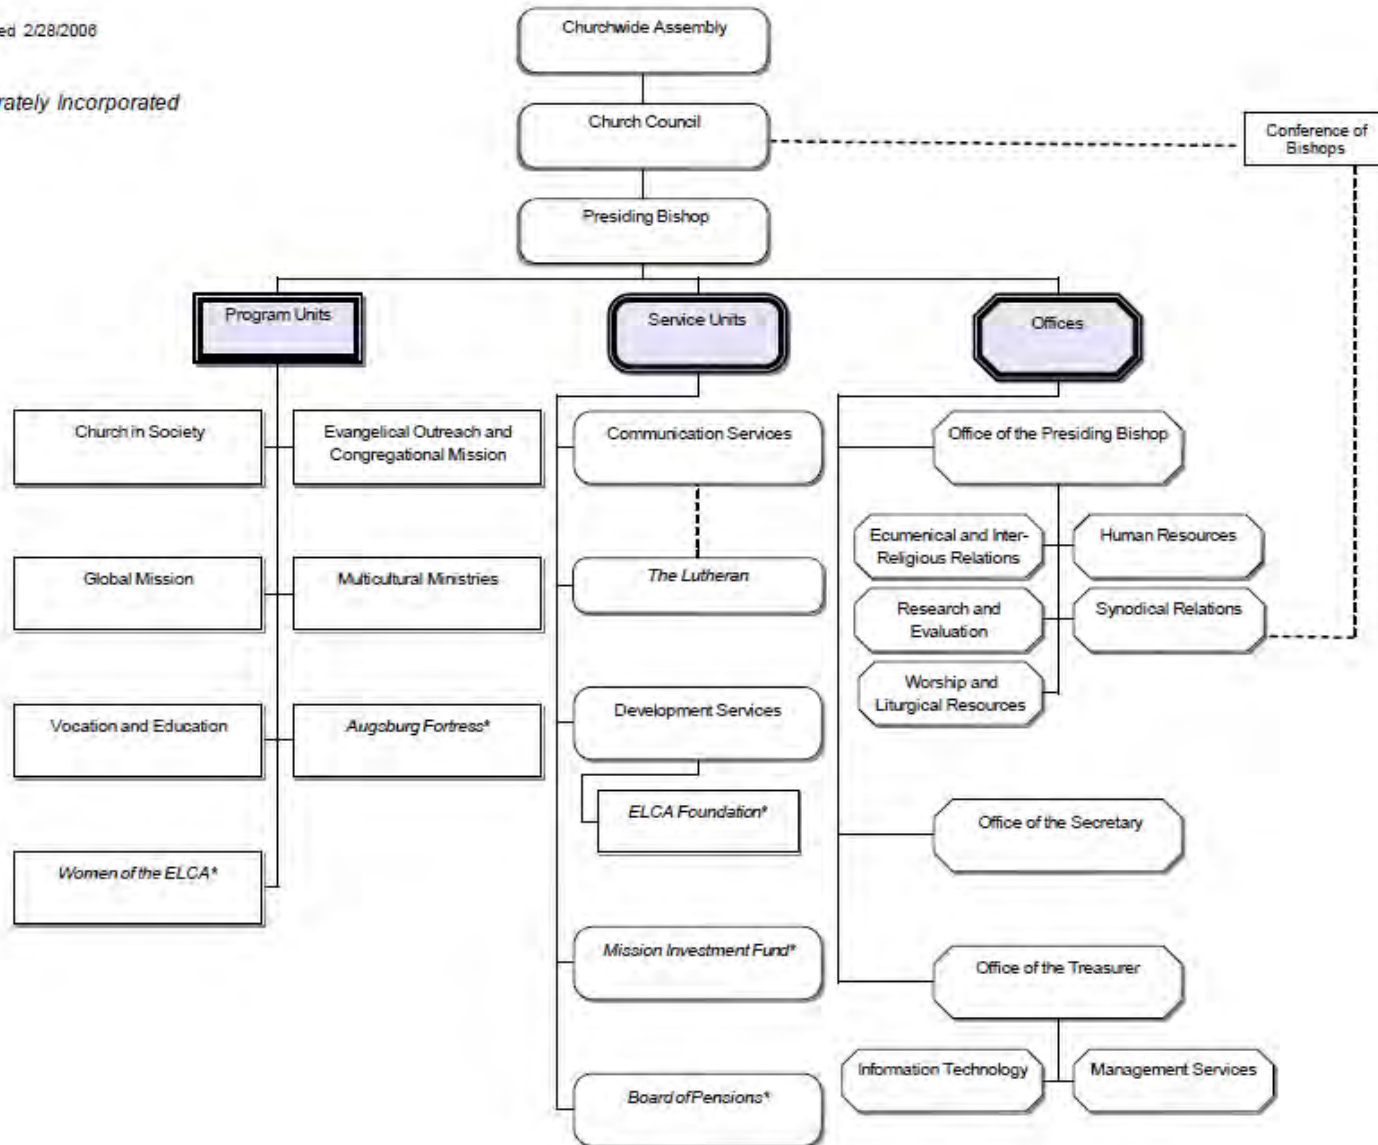 ed 2/28/2006
rately Incorporated
Churchwide Assembly
Church Council
Conference of
Bishops
Presiding Bishop
Program Units
Service Units
Offices
Church in Society
Evangelical Outreach and
Congregational Mission
Communication Services
Office of the Presiding Bishop
Ecumenical and Inter-
Religious Relations
Human Resources
Global Mission
Multicultural Ministries
The Lutheran
Research and
Evaluation
Synodical Relations
Worship and
Liturgical Resources
Vocation and Education
Augsburg Fortress*
Development Services
ELCA Foundation*
Office of the Secretary
Women of the ELCA*
Mission Investment Fund*
Office of the Treasurer
Information Technology
Management Services
Board of Pensions*